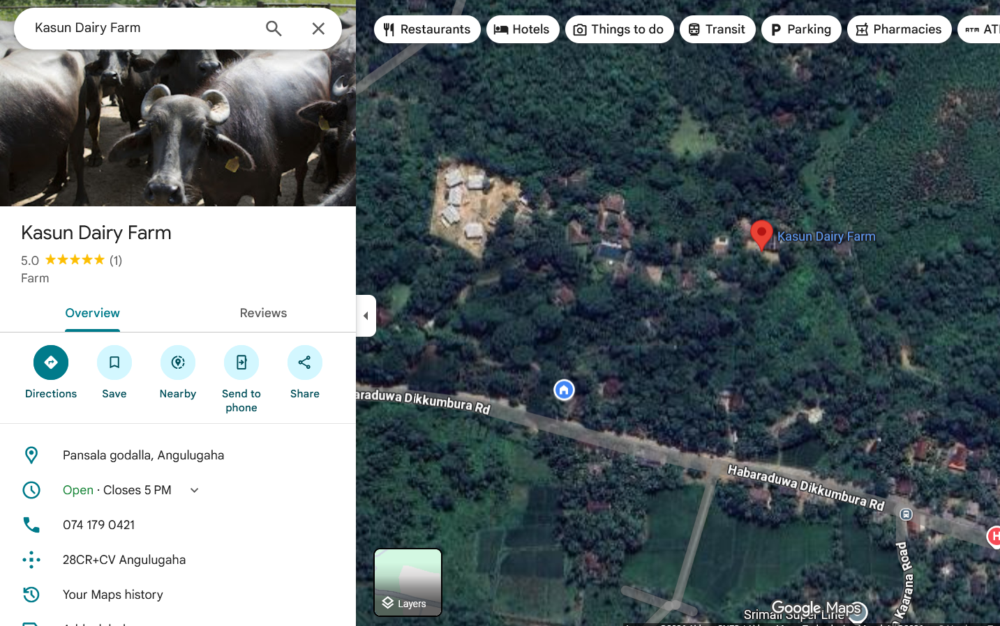 Kasun Dairy Farm
Restaurants
Hotels
Things to do
Transit
Parking
Pharmacies
ATM
Kasun Dairy Farm
5.0 ★★★★★ (1)
Farm
Overview
Reviews
Directions
Save
Nearby
Send to
phone
Share
Pansala godalla, Angulugaha
Open · Closes 5 PM
074 179 0421
28CR+CV Angulugaha
Your Maps history
Kasun Dairy Farm
araduwa Dikkumbura Rd
Habaraduwa Dikkumbura Rd
Kaarana Road
H
Layers
Google Maps
Srimali Super Line